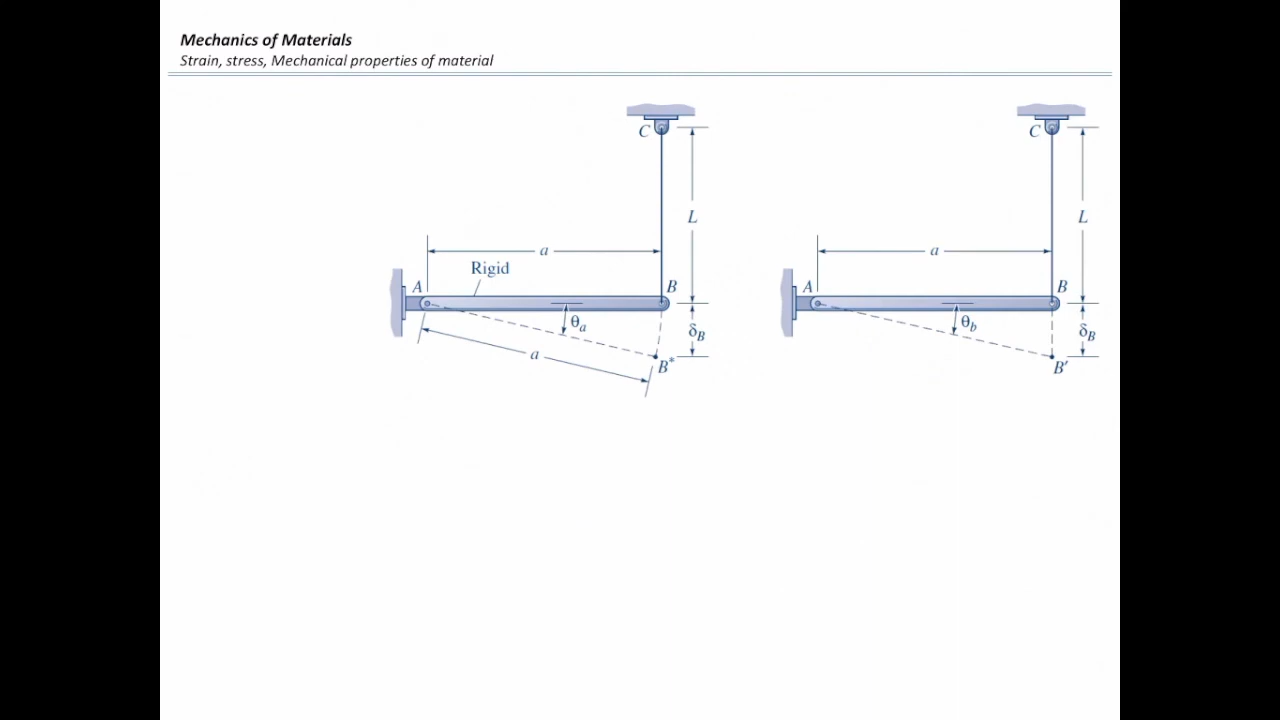 Mechanics of Materials
Strain, stress, Mechanical properties of material
C
C
L
L
a
a
Rigid
A
B
A
B
θa
δB
θb
δB
a
B*
B′